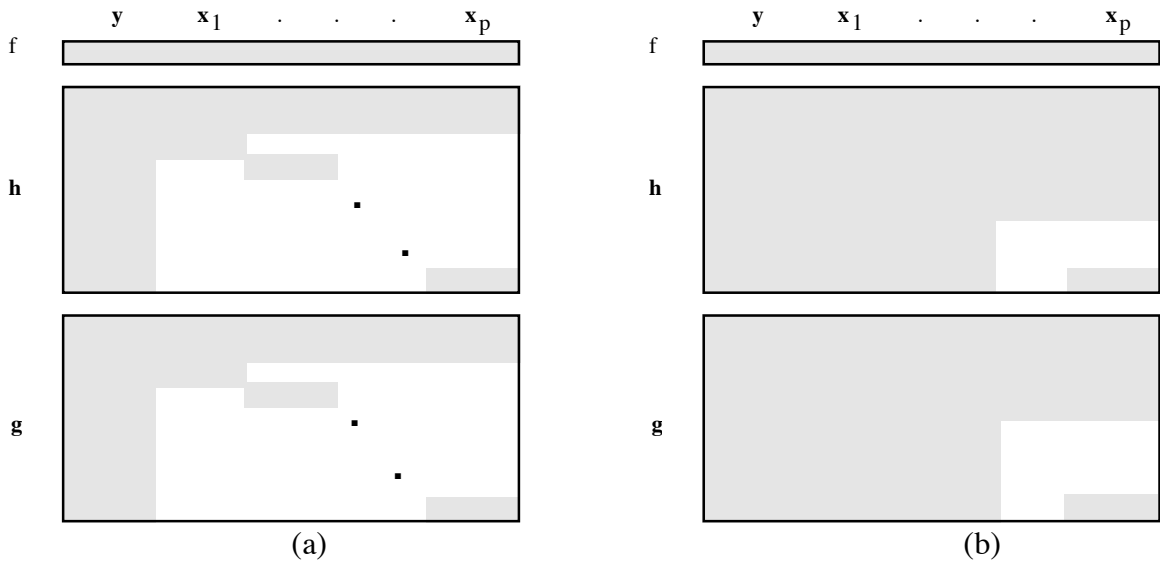 y x1 . . . xp
f
h
g
(a)
y x1 . . . xp
f
h
g
(b)